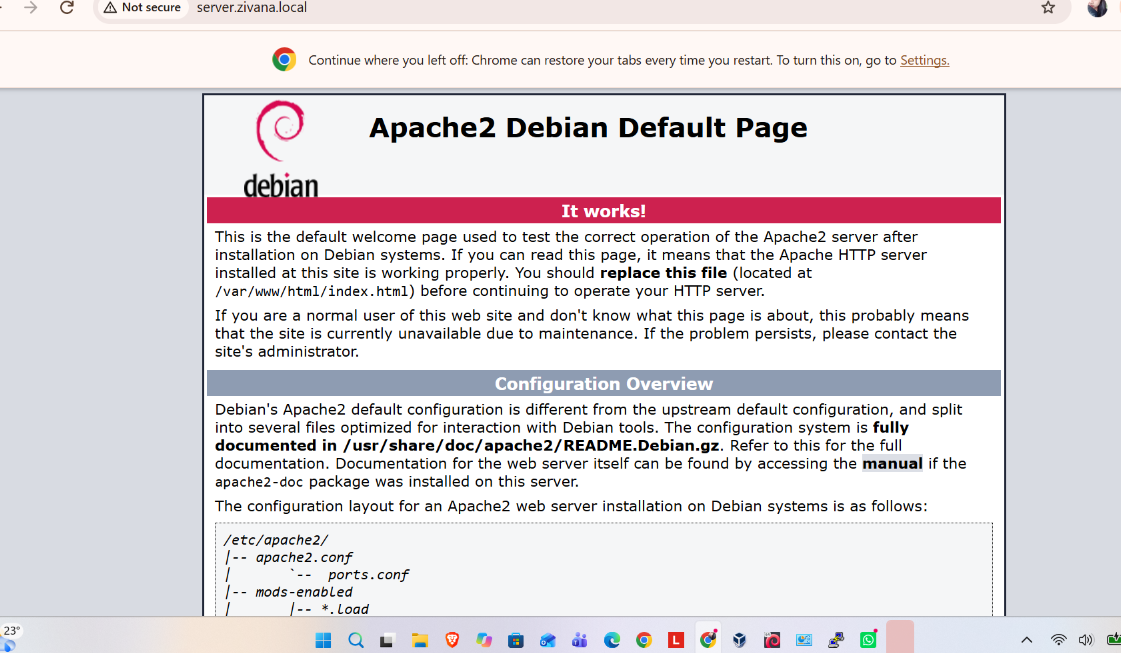 Not secure server.zivana.local
Continue where you left off: Chrome can restore your tabs every time you restart. To turn this on, go to Settings.
debian
Apache2 Debian Default Page
It works!
This is the default welcome page used to test the correct operation of the Apache2 server after
installation on Debian systems. If you can read this page, it means that the Apache HTTP server
installed at this site is working properly. You should replace this file (located at
/var/www/html/index.html) before continuing to operate your HTTP server.
If you are a normal user of this web site and don't know what this page is about, this probably means
that the site is currently unavailable due to maintenance. If the problem persists, please contact the
site's administrator.
Configuration Overview
Debian's Apache2 default configuration is different from the upstream default configuration, and split
into several files optimized for interaction with Debian tools. The configuration system is fully
documented in /usr/share/doc/apache2/README.Debian.gz. Refer to this for the full
documentation. Documentation for the web server itself can be found by accessing the manual if the
apache2-doc package was installed on this server.
The configuration layout for an Apache2 web server installation on Debian systems is as follows:
/etc/apache2/
|-- apache2.conf
|       `--  ports.conf
|-- mods-enabled
|       |-- *.load
23°
L